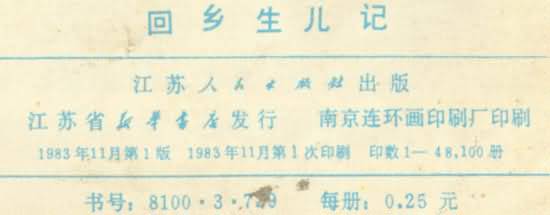 回乡生儿记
江苏人民出版社出版
江苏省新华书店发行 南京连环画印刷厂印刷
1983年11月第1版 1983年11月第1次印刷 印数1—48,100册
书号：8100·3·729 每册：0.25元